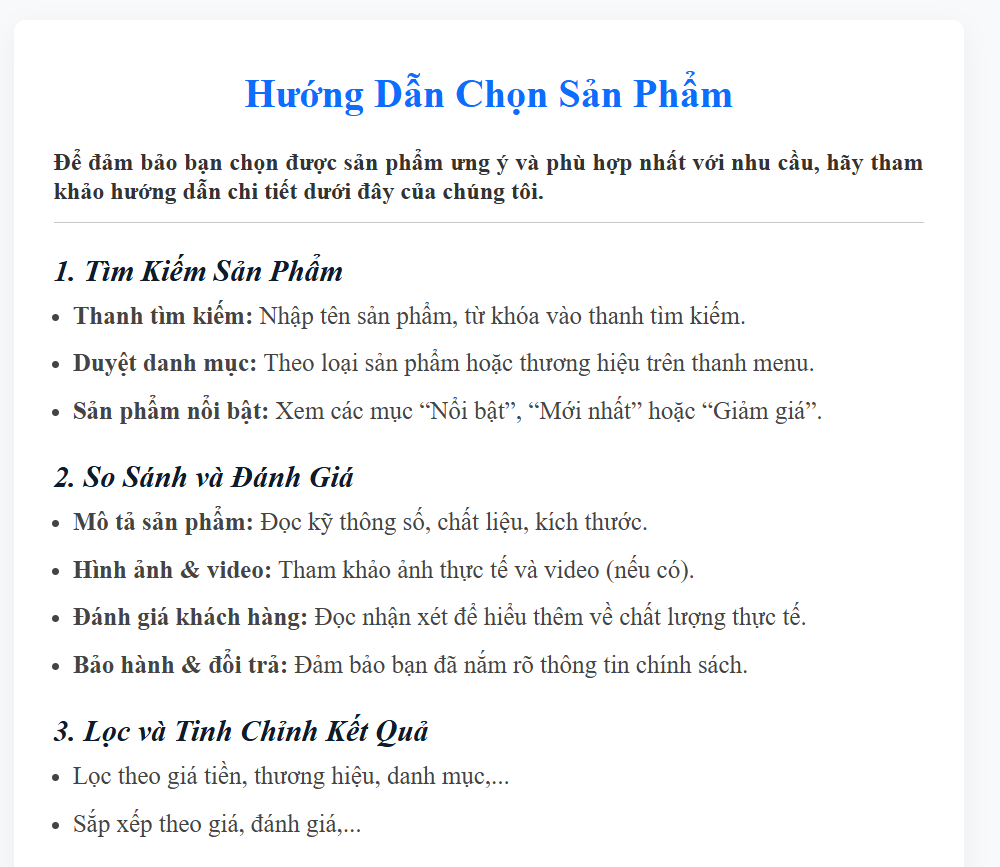 Hướng Dẫn Chọn Sản Phẩm
Để đảm bảo bạn chọn được sản phẩm ưng ý và phù hợp nhất với nhu cầu, hãy tham
khảo hướng dẫn chi tiết dưới đây của chúng tôi.
1. Tìm Kiếm Sản Phẩm
• Thanh tìm kiếm: Nhập tên sản phẩm, từ khóa vào thanh tìm kiếm.
• Duyệt danh mục: Theo loại sản phẩm hoặc thương hiệu trên thanh menu.
• Sản phẩm nổi bật: Xem các mục “Nổi bật”, “Mới nhất” hoặc “Giảm giá”.
2. So Sánh và Đánh Giá
• Mô tả sản phẩm: Đọc kỹ thông số, chất liệu, kích thước.
• Hình ảnh & video: Tham khảo ảnh thực tế và video (nếu có).
• Đánh giá khách hàng: Đọc nhận xét để hiểu thêm về chất lượng thực tế.
• Bảo hành & đổi trả: Đảm bảo bạn đã nắm rõ thông tin chính sách.
3. Lọc và Tinh Chỉnh Kết Quả
• Lọc theo giá tiền, thương hiệu, danh mục,...
• Sắp xếp theo giá, đánh giá,...